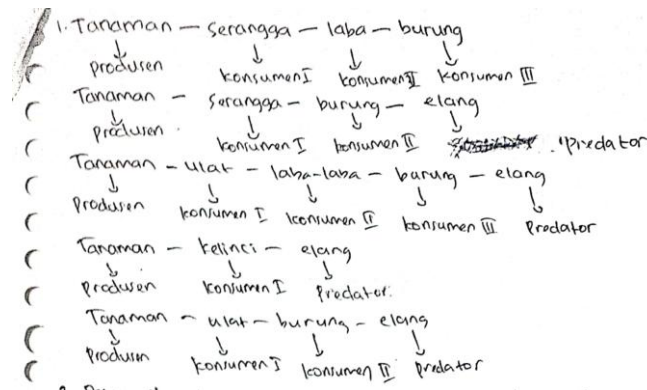 1. Tanaman – serangga – laba – burung
↓ ↓ ↓ ↓
produsen konsumen I konsumen II konsumen III
Tanaman – serangga – burung – elang
↓ ↓ ↓ ↓
produsen konsumen I konsumen II predator
Tanaman – ulat – laba-laba – burung – elang
↓ ↓ ↓ ↓ ↓
Produsen konsumen I konsumen II konsumen III Predator
Tanaman – kelinci – elang
↓ ↓ ↓
Produsen konsumen I Predator.
Tanaman – ulat – burung – elang
↓ ↓ ↓ ↓
Produsen konsumen I konsumen II predator